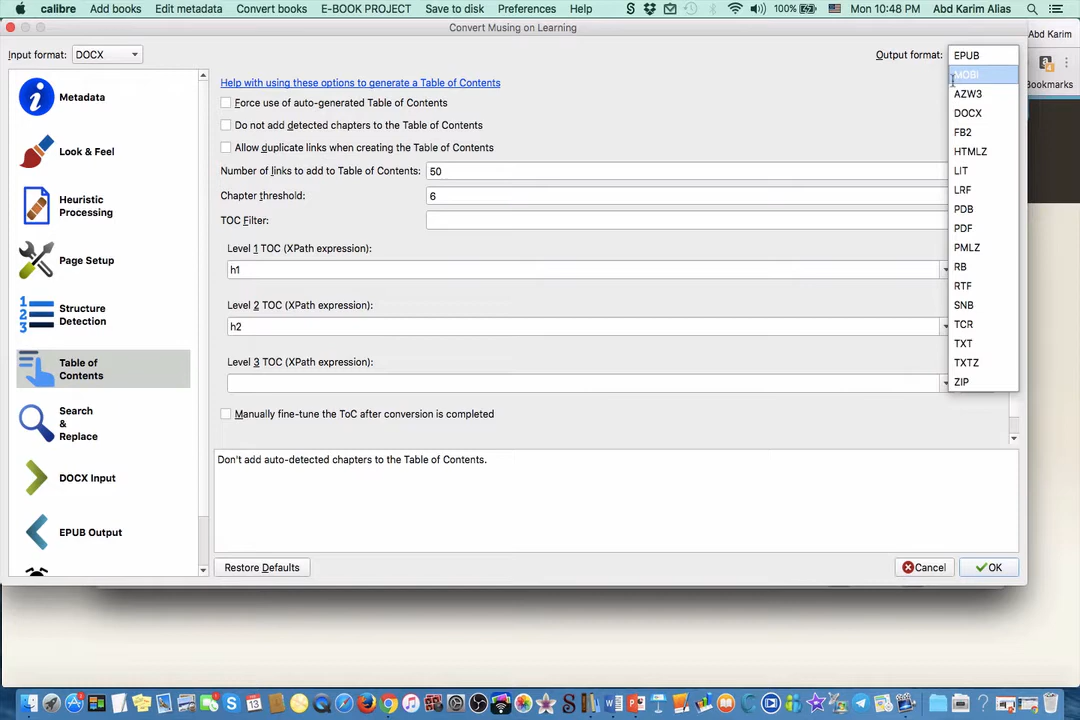 calibre Add books Edit metadata Convert books E-BOOK PROJECT Save to disk Preferences Help 100% Mon 10:48 PM Abd Karim Alias
Convert Musing on Learning
Abd Karim
Input format: DOCX
Output format: EPUB
MOBI
AZW3
DOCX
FB2
HTMLZ
LIT
LRF
PDB
PDF
PMLZ
RB
RTF
SNB
TCR
TXT
TXTZ
ZIP
Bookmarks
Metadata
Look & Feel
Heuristic
Processing
Page Setup
Structure
Detection
Table of
Contents
Search
&
Replace
DOCX Input
EPUB Output
Help with using these options to generate a Table of Contents
Force use of auto-generated Table of Contents
Do not add detected chapters to the Table of Contents
Allow duplicate links when creating the Table of Contents
Number of links to add to Table of Contents: 50
Chapter threshold: 6
TOC Filter:
Level 1 TOC (XPath expression):
h1
Level 2 TOC (XPath expression):
h2
Level 3 TOC (XPath expression):
Manually fine-tune the ToC after conversion is completed
Don't add auto-detected chapters to the Table of Contents.
Restore Defaults
Cancel
OK